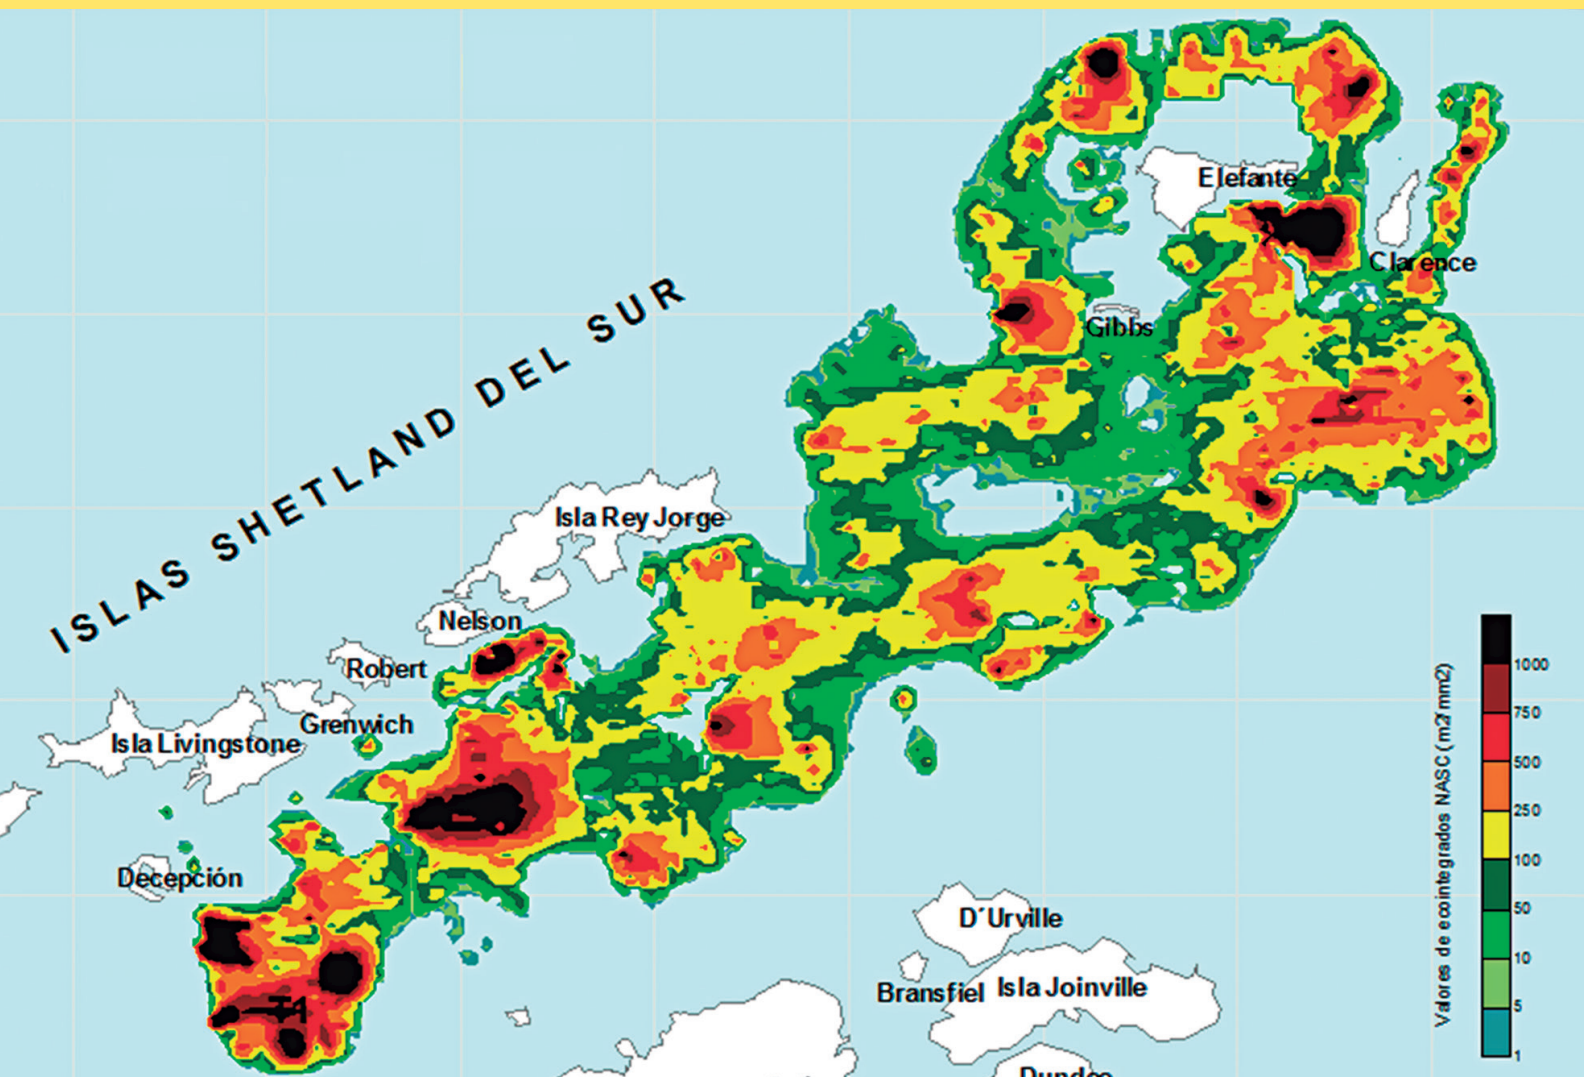 Elefante
Clarence
Gibbs
ISLAS SHETLAND DEL SUR
Isla Rey Jorge
Nelson
Robert
Grenwich
Isla Livingstone
Decepción
D´Urville
Bransfiel
Isla Joinville
Valores de ecointegrados NASC (m2 mm2)
1000
750
500
250
100
50
10
5
1